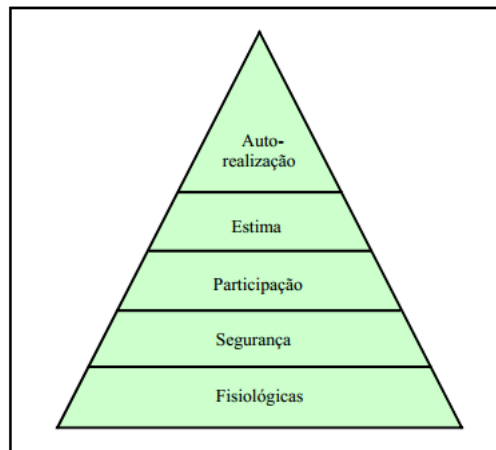 Auto-
realização
Estima
Participação
Segurança
Fisiológicas